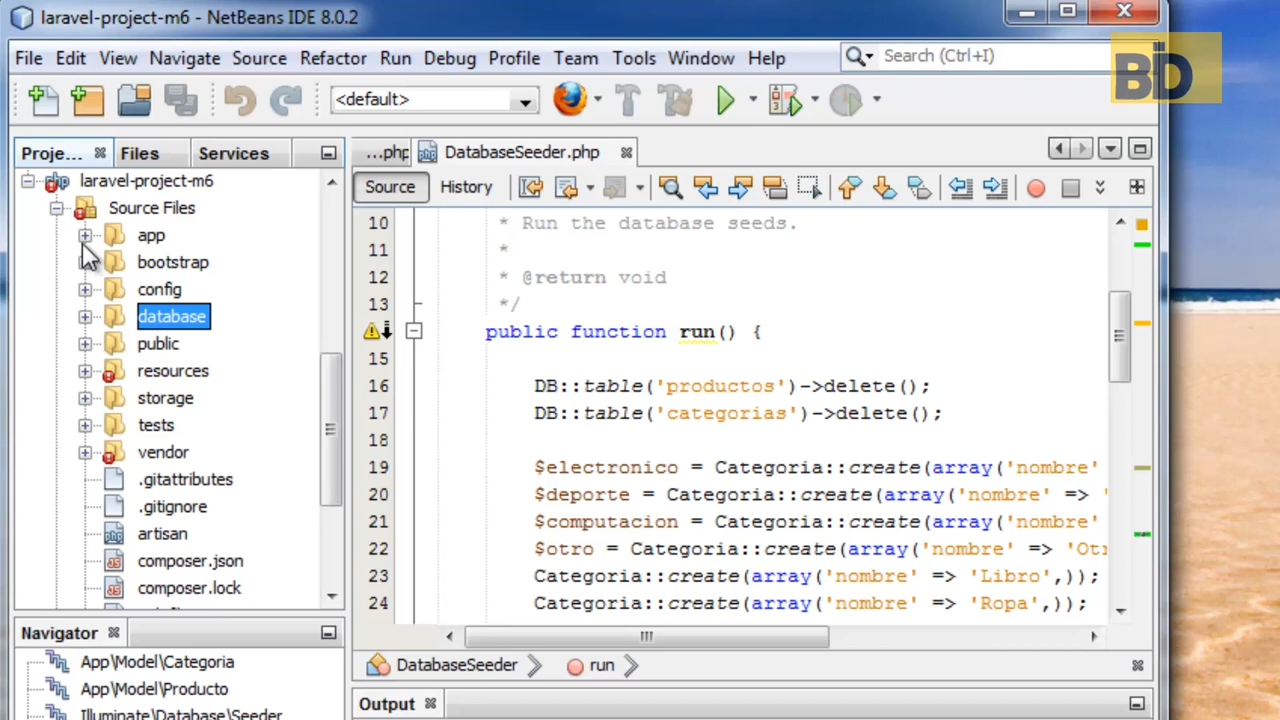 laravel-project-m6 - NetBeans IDE 8.0.2
File Edit View Navigate Source Refactor Run Debug Profile Team Tools Window Help
Search (Ctrl+I)
BD
<default>
Proje... Files Services
...php DatabaseSeeder.php
Source History
laravel-project-m6
Source Files
app
bootstrap
config
database
public
resources
storage
tests
vendor
.gitattributes
.gitignore
artisan
composer.json
composer.lock
10 * Run the database seeds.
11 *
12 * @return void
13 */
public function run() {
15
16 DB::table('productos')->delete();
17 DB::table('categorias')->delete();
18
19 $electronico = Categoria::create(array('nombre'
20 $deporte = Categoria::create(array('nombre' => '
21 $computacion = Categoria::create(array('nombre'
22 $otro = Categoria::create(array('nombre' => 'Otr
23 Categoria::create(array('nombre' => 'Libro',));
24 Categoria::create(array('nombre' => 'Ropa',));
DatabaseSeeder run
Navigator
App\Model\Categoria
App\Model\Producto
Illuminate\Database\Seeder
Output